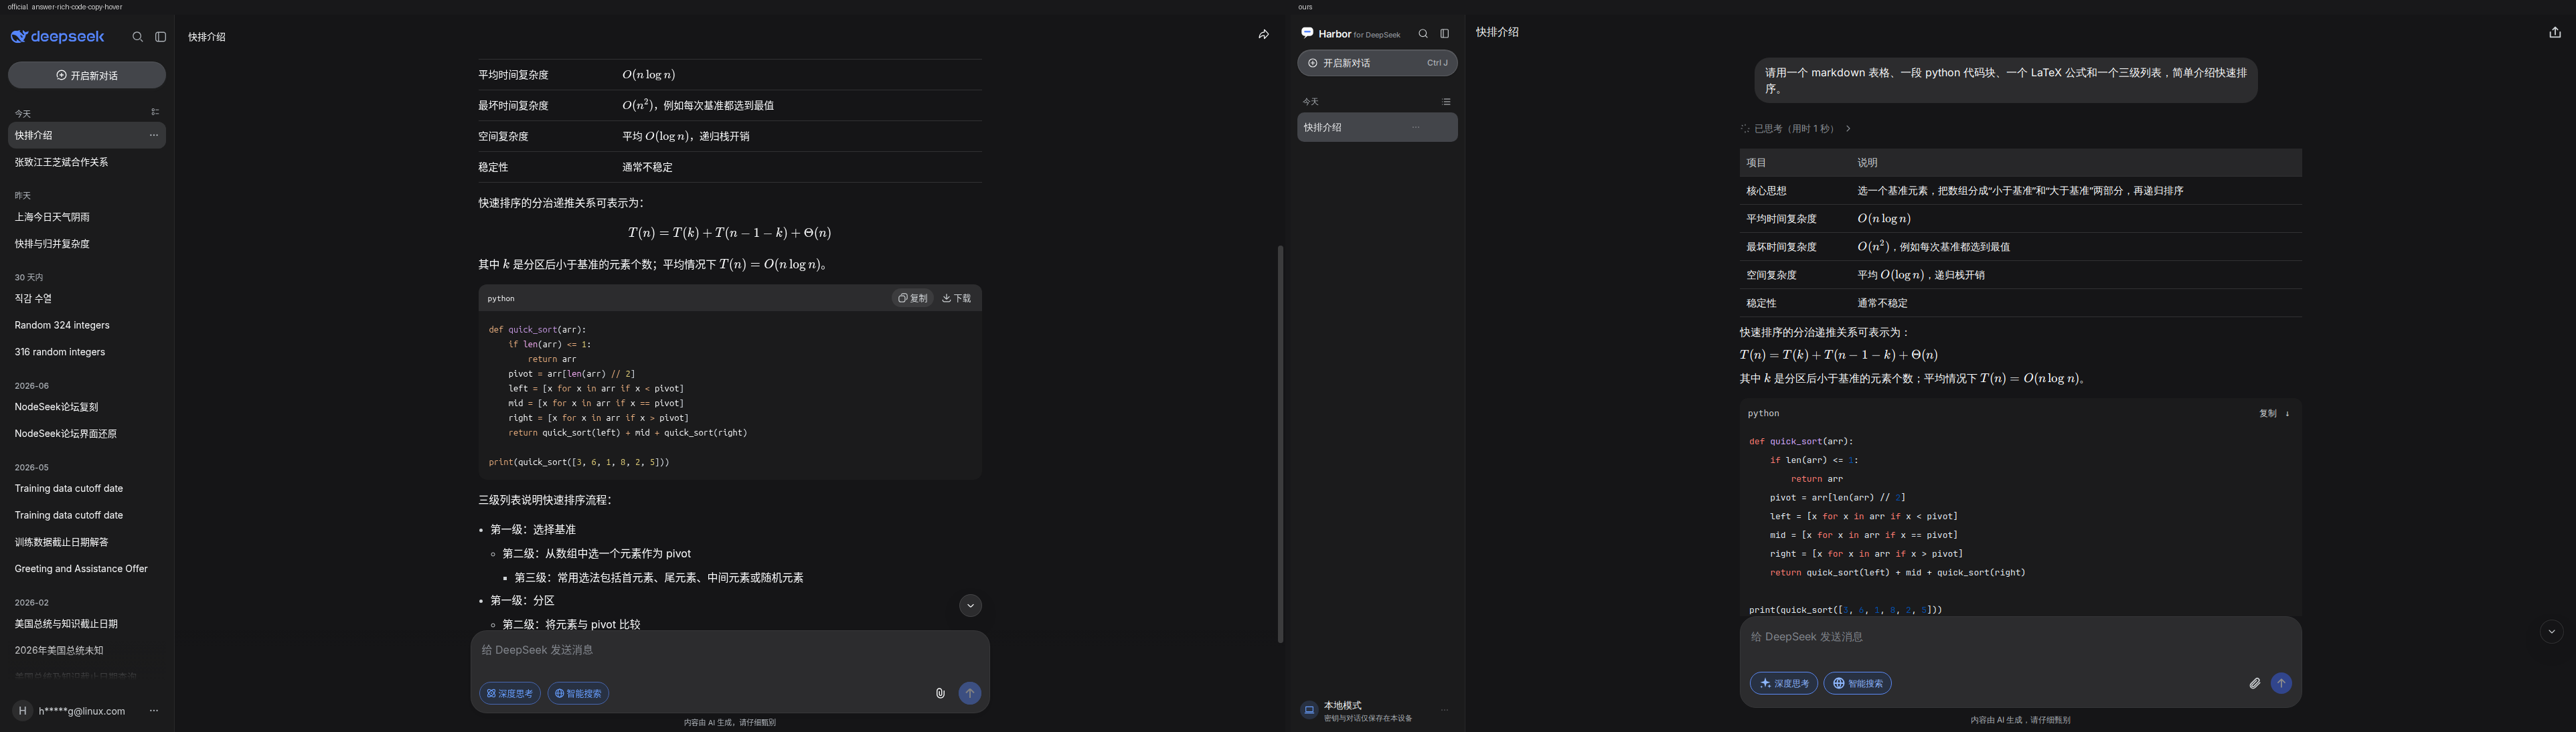 official answer-rich-code-copy-hover
deepseek
开启新对话
今天
快排介绍
张致江王芝斌合作关系
昨天
上海今日天气阴雨
快排与归并复杂度
30 天内
직감 수열
Random 324 integers
316 random integers
2026-06
NodeSeek论坛复刻
NodeSeek论坛界面还原
2026-05
Training data cutoff date
Training data cutoff date
训练数据截止日期解答
Greeting and Assistance Offer
2026-02
美国总统与知识截止日期
2026年美国总统未知
H h*****g@linux.com
快排介绍
平均时间复杂度 O(n log n)
最坏时间复杂度 O(n²)，例如每次基准都选到最值
空间复杂度 平均 O(log n)，递归栈开销
稳定性 通常不稳定
快速排序的分治递推关系可表示为：
T(n) = T(k) + T(n − 1 − k) + Θ(n)
其中 k 是分区后小于基准的元素个数；平均情况下 T(n) = O(n log n)。
python 复制 下载
def quick_sort(arr):
    if len(arr) <= 1:
        return arr
    pivot = arr[len(arr) // 2]
    left = [x for x in arr if x < pivot]
    mid = [x for x in arr if x == pivot]
    right = [x for x in arr if x > pivot]
    return quick_sort(left) + mid + quick_sort(right)
print(quick_sort([3, 6, 1, 8, 2, 5]))
三级列表说明快速排序流程：
• 第一级：选择基准
◦ 第二级：从数组中选一个元素作为 pivot
▪ 第三级：常用选法包括首元素、尾元素、中间元素或随机元素
• 第一级：分区
◦ 第二级：将元素与 pivot 比较
给 DeepSeek 发送消息
深度思考 智能搜索
内容由 AI 生成，请仔细甄别
ours
Harbor for DeepSeek
开启新对话 Ctrl J
今天
快排介绍
本地模式
密钥与对话仅保存在本设备
快排介绍
请用一个 markdown 表格、一段 python 代码块、一个 LaTeX 公式和一个三级列表，简单介绍快速排
序。
已思考（用时 1 秒）
项目 说明
核心思想 选一个基准元素，把数组分成“小于基准”和“大于基准”两部分，再递归排序
平均时间复杂度 O(n log n)
最坏时间复杂度 O(n²)，例如每次基准都选到最值
空间复杂度 平均 O(log n)，递归栈开销
稳定性 通常不稳定
快速排序的分治递推关系可表示为：
T(n) = T(k) + T(n − 1 − k) + Θ(n)
其中 k 是分区后小于基准的元素个数；平均情况下 T(n) = O(n log n)。
python 复制 ↓
def quick_sort(arr):
    if len(arr) <= 1:
        return arr
    pivot = arr[len(arr) // 2]
    left = [x for x in arr if x < pivot]
    mid = [x for x in arr if x == pivot]
    right = [x for x in arr if x > pivot]
    return quick_sort(left) + mid + quick_sort(right)
print(quick_sort([3, 6, 1, 8, 2, 5]))
给 DeepSeek 发送消息
深度思考 智能搜索
内容由 AI 生成，请仔细甄别